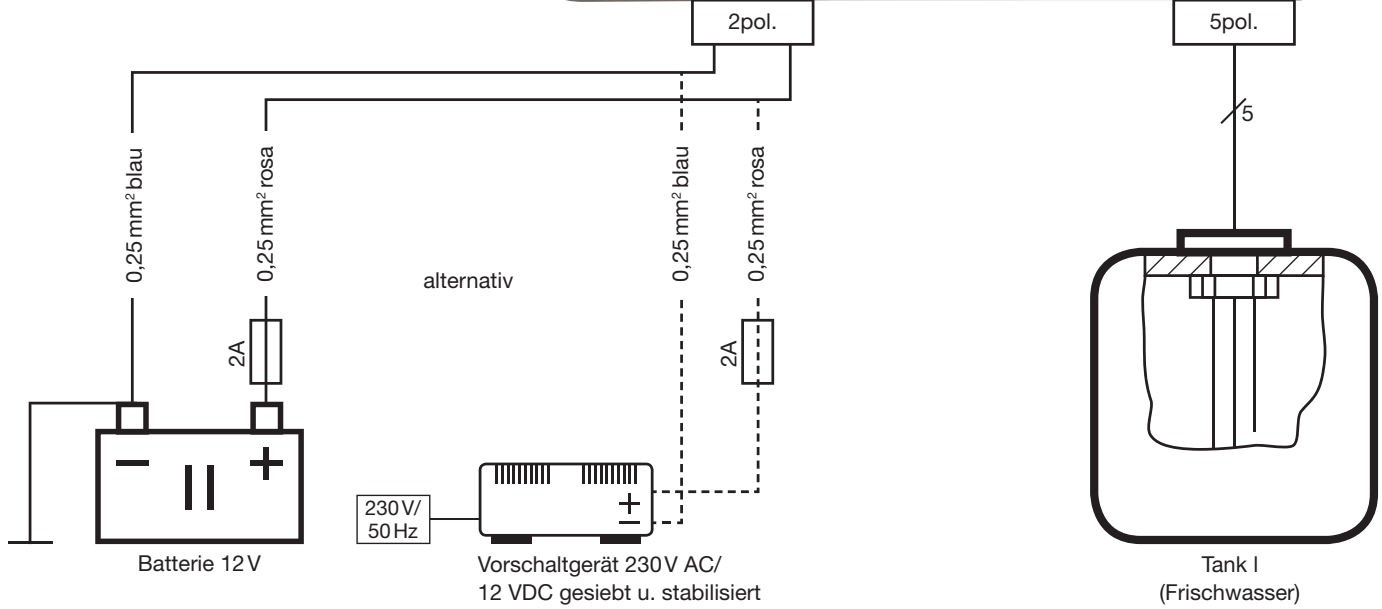 2pol.
5pol.
5
0,25 mm² blau
0,25 mm² rosa
0,25 mm² blau
0,25 mm² rosa
alternativ
2A
2A
− II +
+
−
230 V/
50 Hz
Batterie 12 V
Vorschaltgerät 230 V AC/
12 VDC gesiebt u. stabilisiert
Tank I
(Frischwasser)